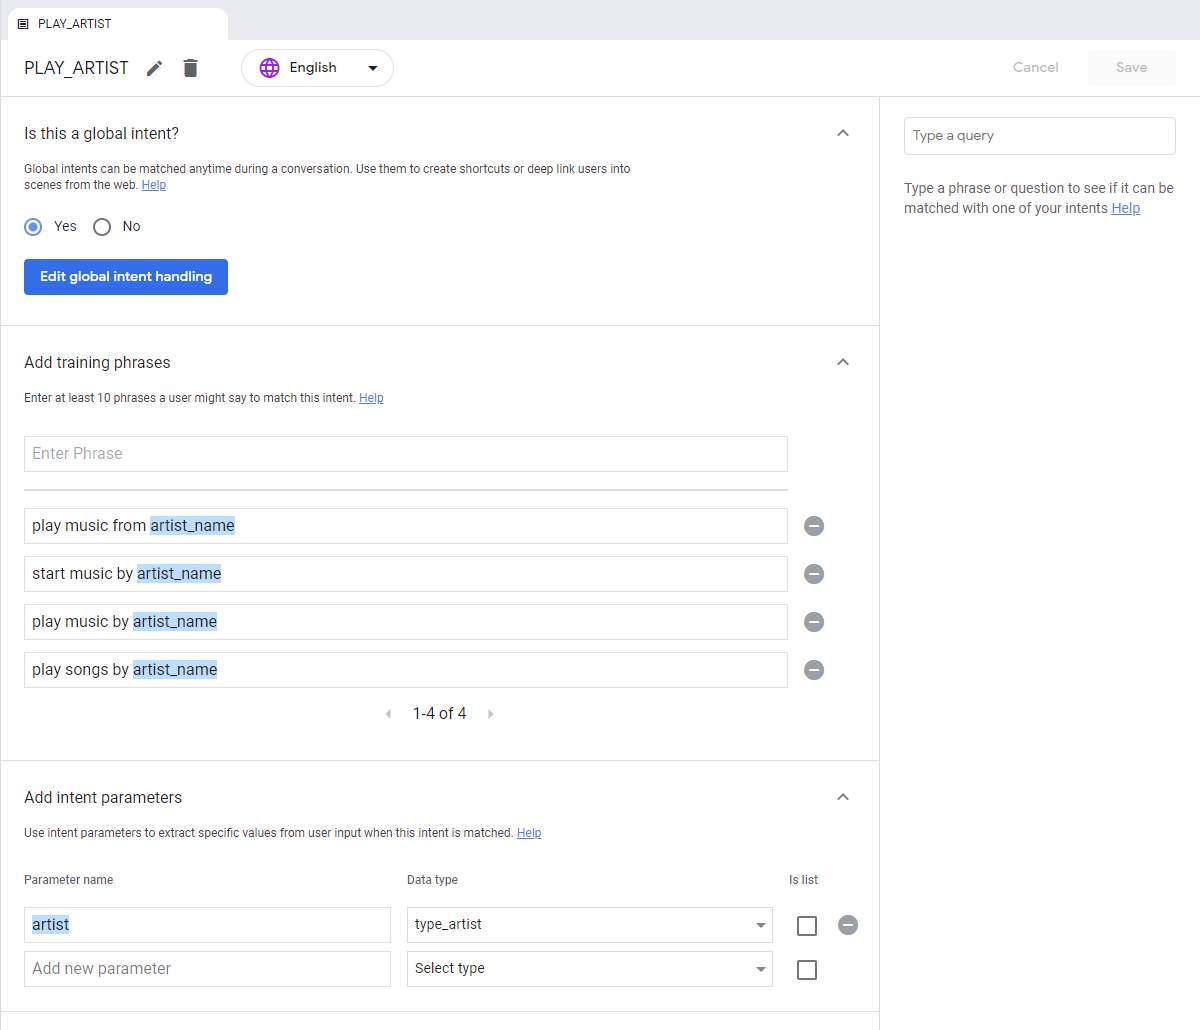 PLAY_ARTIST
PLAY_ARTIST
English
Cancel
Save
Is this a global intent?
Global intents can be matched anytime during a conversation. Use them to create shortcuts or deep link users into
scenes from the web. Help
Yes
No
Edit global intent handling
Type a query
Type a phrase or question to see if it can be
matched with one of your intents Help
Add training phrases
Enter at least 10 phrases a user might say to match this intent. Help
Enter Phrase
play music from artist_name
start music by artist_name
play music by artist_name
play songs by artist_name
1-4 of 4
Add intent parameters
Use intent parameters to extract specific values from user input when this intent is matched. Help
Parameter name
Data type
Is list
artist
type_artist
Add new parameter
Select type